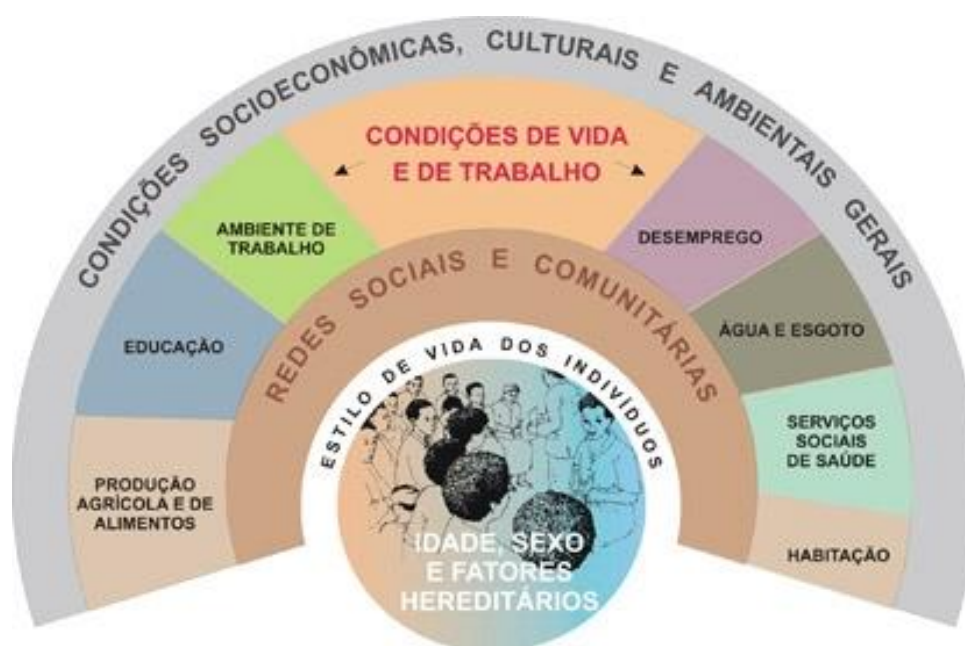 CONDIÇÕES SOCIOECONÔMICAS, CULTURAIS E AMBIENTAIS GERAIS
CONDIÇÕES DE VIDA
E DE TRABALHO
AMBIENTE DE
TRABALHO
DESEMPREGO
REDES SOCIAIS E COMUNITÁRIAS
EDUCAÇÃO
ÁGUA E ESGOTO
ESTILO DE VIDA DOS INDIVÍDUOS
SERVIÇOS
SOCIAIS
DE SAÚDE
PRODUÇÃO
AGRÍCOLA E DE
ALIMENTOS
HABITAÇÃO
IDADE, SEXO
E FATORES
HEREDITÁRIOS